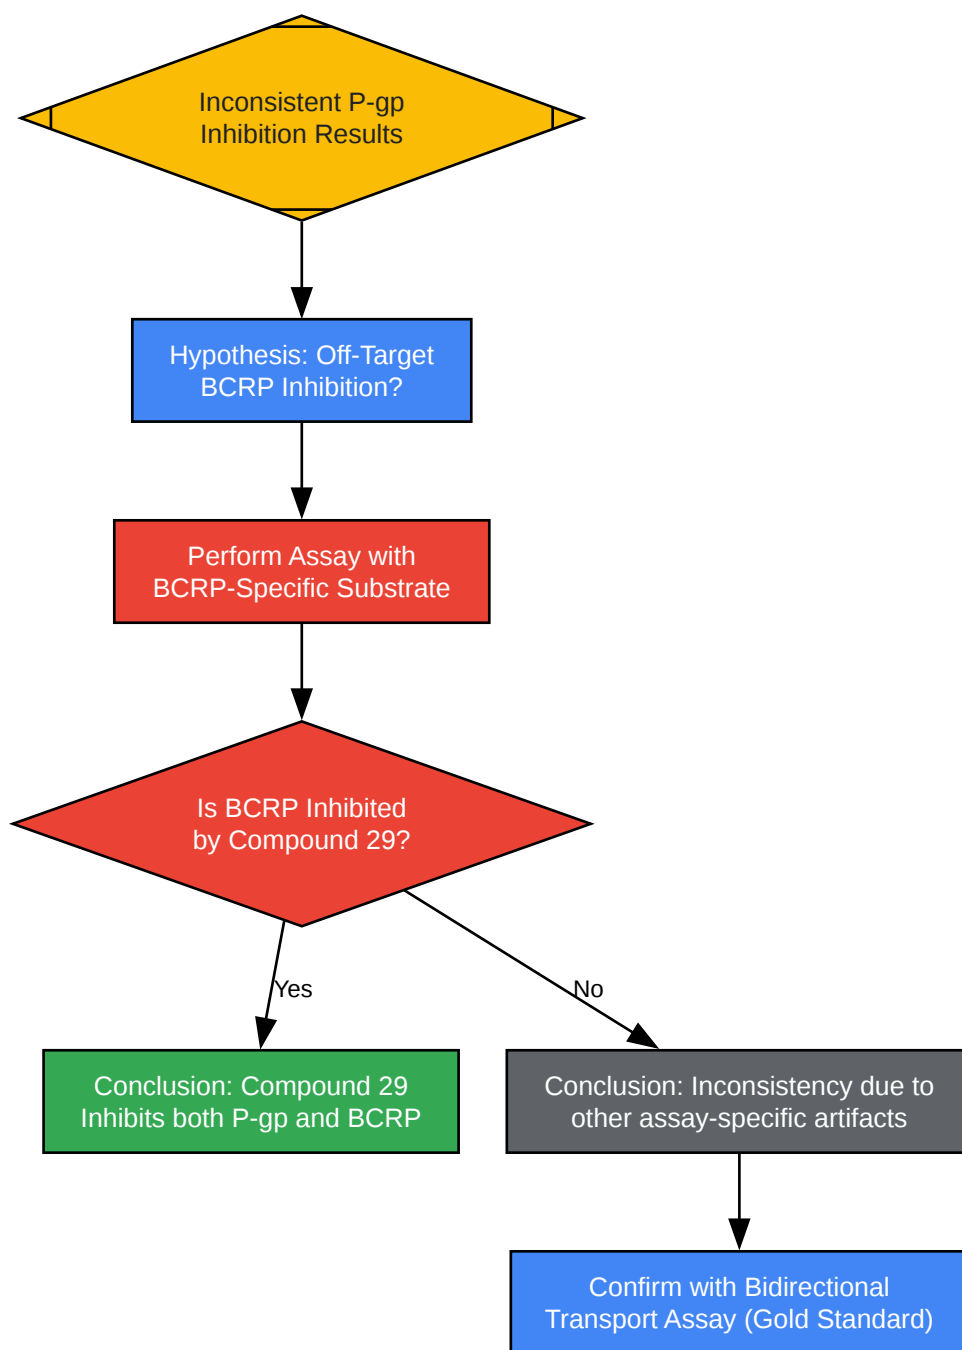 Inconsistent P-gp
Inhibition Results
Hypothesis: Off-Target
BCRP Inhibition?
Perform Assay with
BCRP-Specific Substrate
Is BCRP Inhibited
by Compound 29?
Yes
No
Conclusion: Compound 29
Inhibits both P-gp and BCRP
Conclusion: Inconsistency due to
other assay-specific artifacts
Confirm with Bidirectional
Transport Assay (Gold Standard)